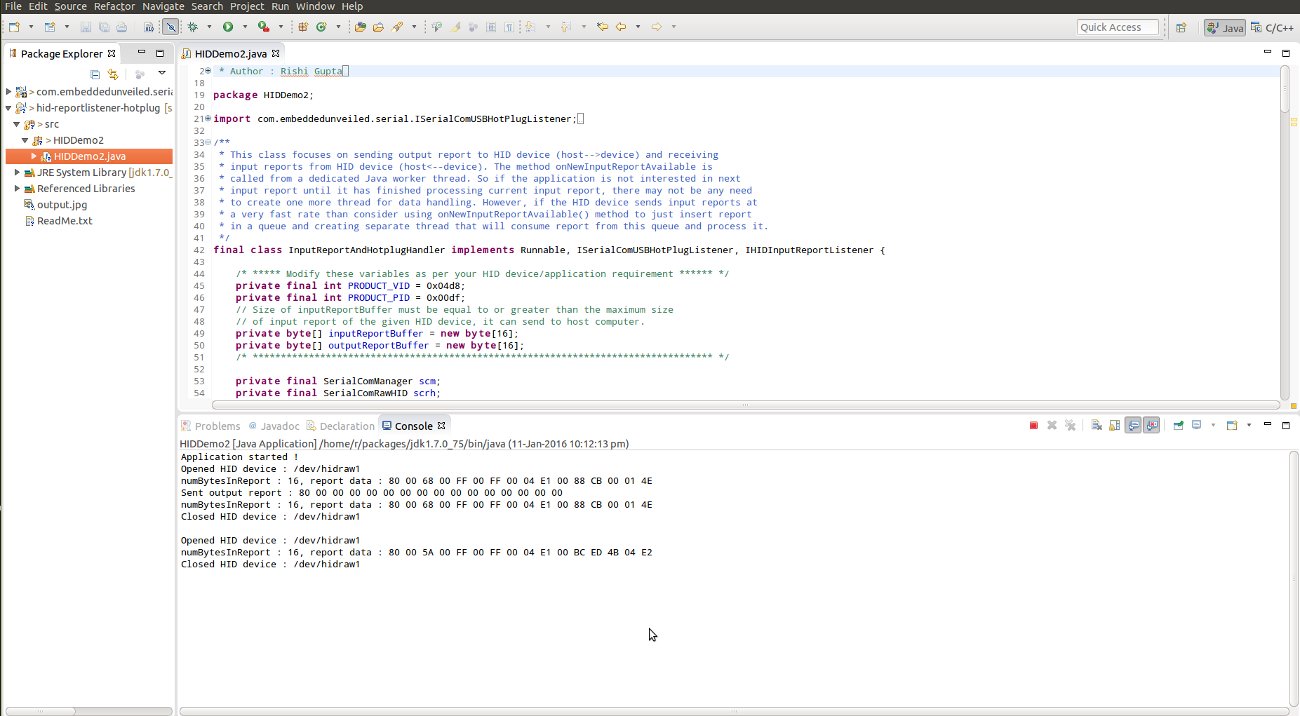 File Edit Source Refactor Navigate Search Project Run Window Help
Quick Access
Java
C/C++
Package Explorer
> com.embeddedunveiled.seria
> hid-reportlistener-hotplug [s
> src
> HIDDemo2
HIDDemo2.java
JRE System Library [jdk1.7.0_
Referenced Libraries
output.jpg
ReadMe.txt
HIDDemo2.java
2 * Author : Rishi Gupta
18
19 package HIDDemo2;
20
21 import com.embeddedunveiled.serial.ISerialComUSBHotPlugListener;
32
33 /**
34 * This class focuses on sending output report to HID device (host-->device) and receiving
35 * input reports from HID device (host<--device). The method onNewInputReportAvailable is
36 * called from a dedicated Java worker thread. So if the application is not interested in next
37 * input report until it has finished processing current input report, there may not be any need
38 * to create one more thread for data handling. However, if the HID device sends input reports at
39 * a very fast rate than consider using onNewInputReportAvailable() method to just insert report
40 * in a queue and creating separate thread that will consume report from this queue and process it.
41 */
42 final class InputReportAndHotplugHandler implements Runnable, ISerialComUSBHotPlugListener, IHIDInputReportListener {
43
44 /* ***** Modify these variables as per your HID device/application requirement ****** */
45 private final int PRODUCT_VID = 0x04d8;
46 private final int PRODUCT_PID = 0x00df;
47 // Size of inputReportBuffer must be equal to or greater than the maximum size
48 // of input report of the given HID device, it can send to host computer.
49 private byte[] inputReportBuffer = new byte[16];
50 private byte[] outputReportBuffer = new byte[16];
51 /* ********************************************************************************** */
52
53 private final SerialComManager scm;
54 private final SerialComRawHID scrh;
Problems Javadoc Declaration Console
HIDDemo2 [Java Application] /home/r/packages/jdk1.7.0_75/bin/java (11-Jan-2016 10:12:13 pm)
Application started !
Opened HID device : /dev/hidraw1
numBytesInReport : 16, report data : 80 00 68 00 FF 00 FF 00 04 E1 00 88 CB 00 01 4E
Sent output report : 80 00 00 00 00 00 00 00 00 00 00 00 00 00 00 00
numBytesInReport : 16, report data : 80 00 68 00 FF 00 FF 00 04 E1 00 88 CB 00 01 4E
Closed HID device : /dev/hidraw1
Opened HID device : /dev/hidraw1
numBytesInReport : 16, report data : 80 00 5A 00 FF 00 FF 00 04 E1 00 BC ED 4B 04 E2
Closed HID device : /dev/hidraw1